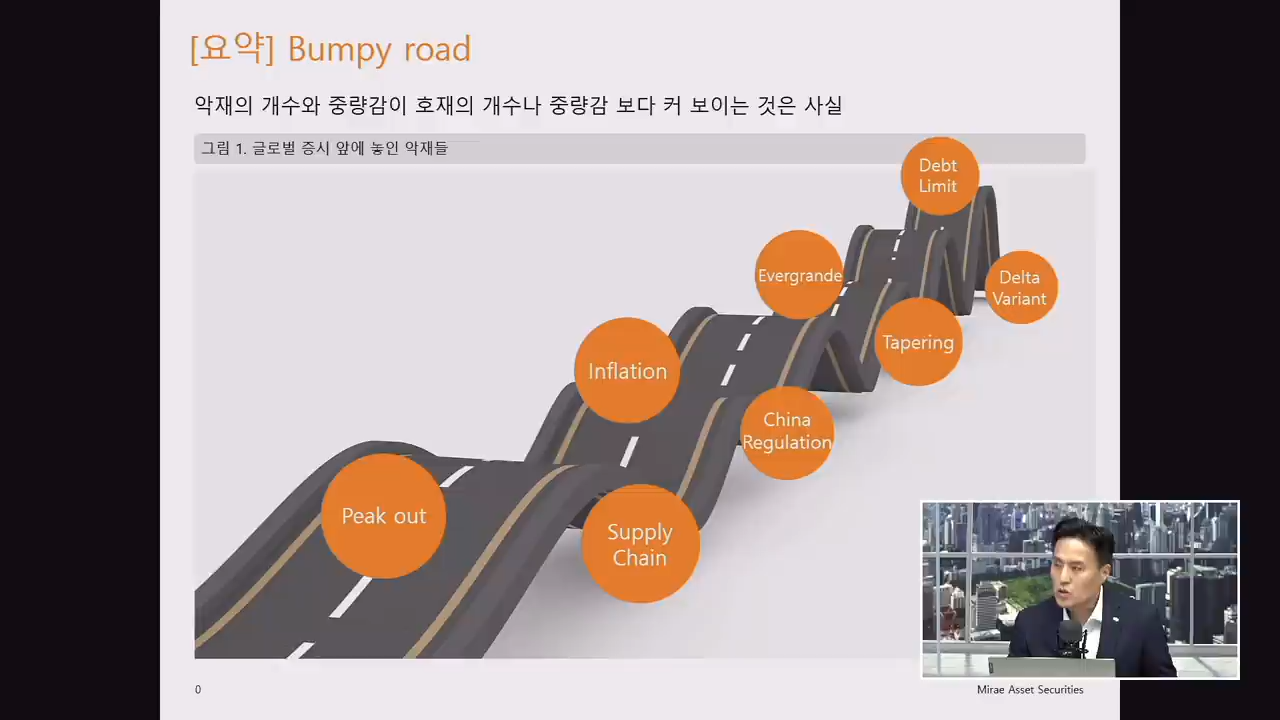 [요약] Bumpy road
악재의 개수와 중량감이 호재의 개수나 중량감 보다 커 보이는 것은 사실
그림 1. 글로벌 증시 앞에 놓인 악재들
Debt
Limit
Evergrande
Delta
Variant
Tapering
Inflation
China
Regulation
Peak out
Supply
Chain
0
Mirae Asset Securities